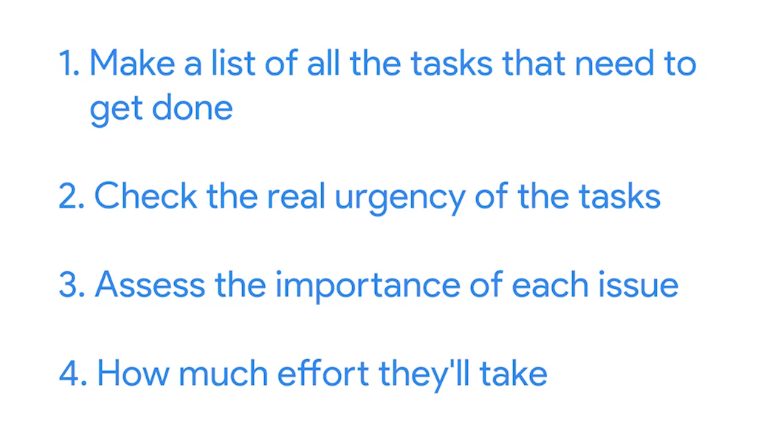 1. Make a list of all the tasks that need to
get done
2. Check the real urgency of the tasks
3. Assess the importance of each issue
4. How much effort they'll take